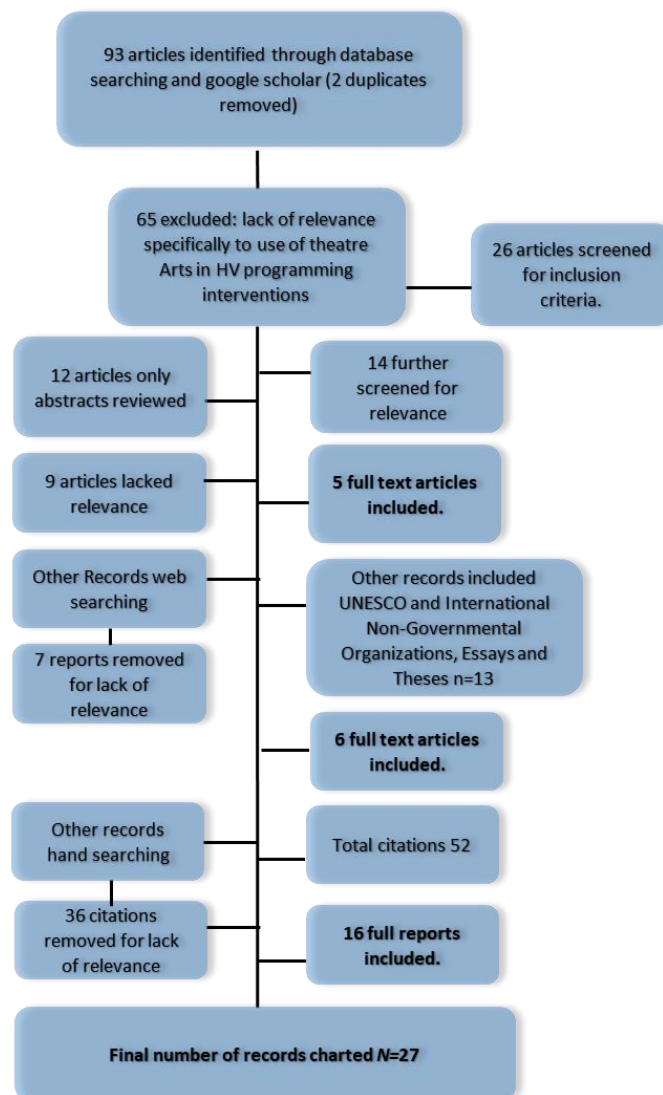 93 articles identified through database
searching and google scholar (2 duplicates
removed)
65 excluded: lack of relevance
specifically to use of theatre
Arts in HV programming
interventions
26 articles screened
for inclusion
criteria.
12 articles only
abstracts reviewed
14 further
screened for
relevance
9 articles lacked
relevance
5 full text articles
included.
Other Records web
searching
Other records included
UNESCO and International
Non-Governmental
Organizations, Essays and
Theses n=13
7 reports removed
for lack of
relevance
6 full text articles
included.
Other records
hand searching
Total citations 52
36 citations
removed for lack
of relevance
16 full reports
included.
Final number of records charted N=27